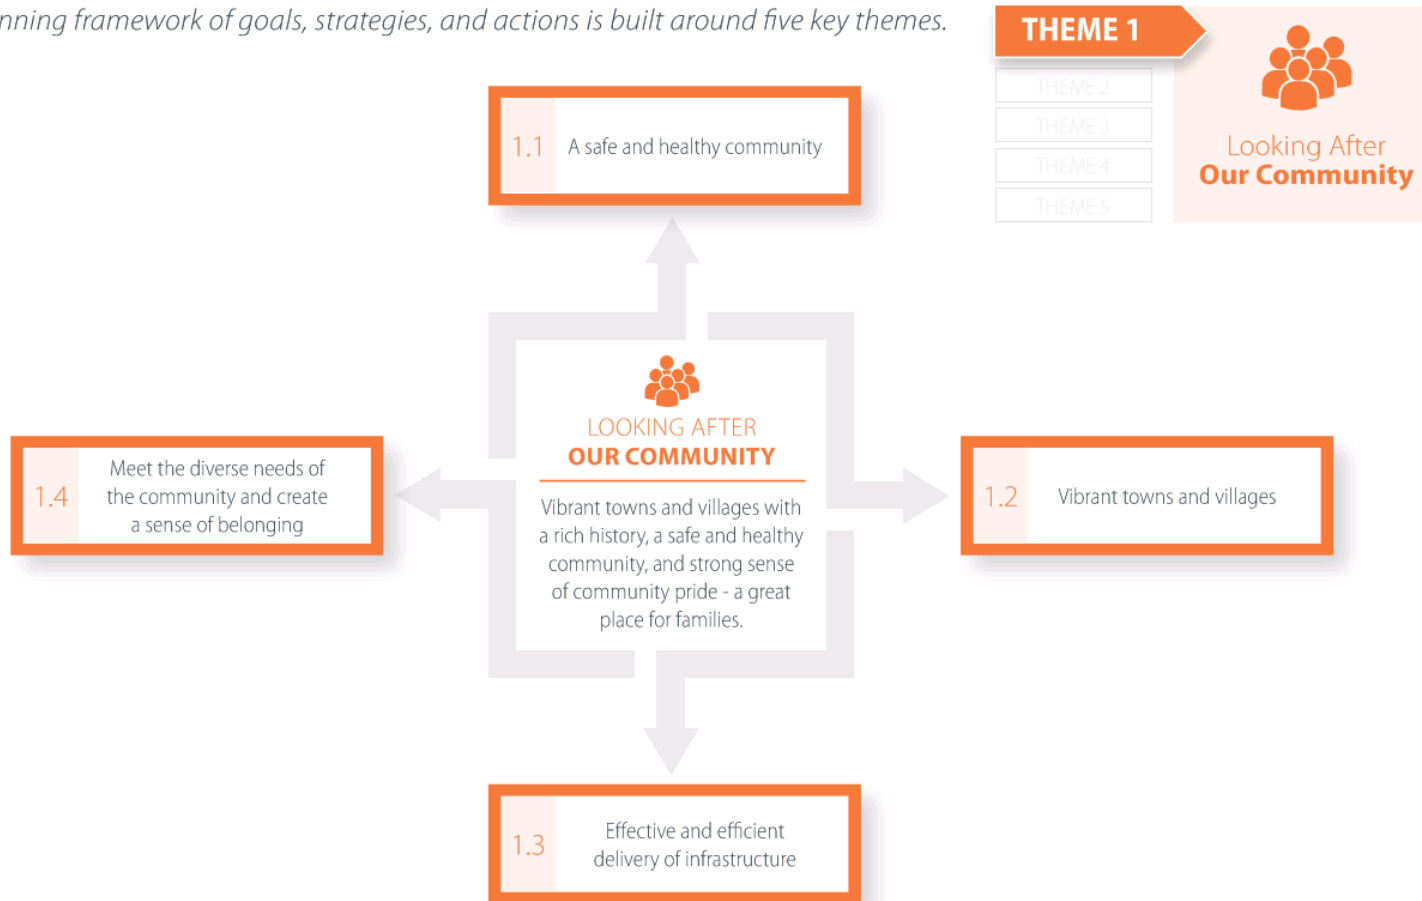 nning framework of goals, strategies, and actions is built around five key themes.
THEME 1
THEME 2
THEME 3
THEME 4
THEME 5
Looking After
Our Community
1.1
A safe and healthy community
LOOKING AFTER
OUR COMMUNITY
Vibrant towns and villages with
a rich history, a safe and healthy
community, and strong sense
of community pride - a great
place for families.
1.4
Meet the diverse needs of
the community and create
a sense of belonging
1.2
Vibrant towns and villages
1.3
Effective and efficient
delivery of infrastructure